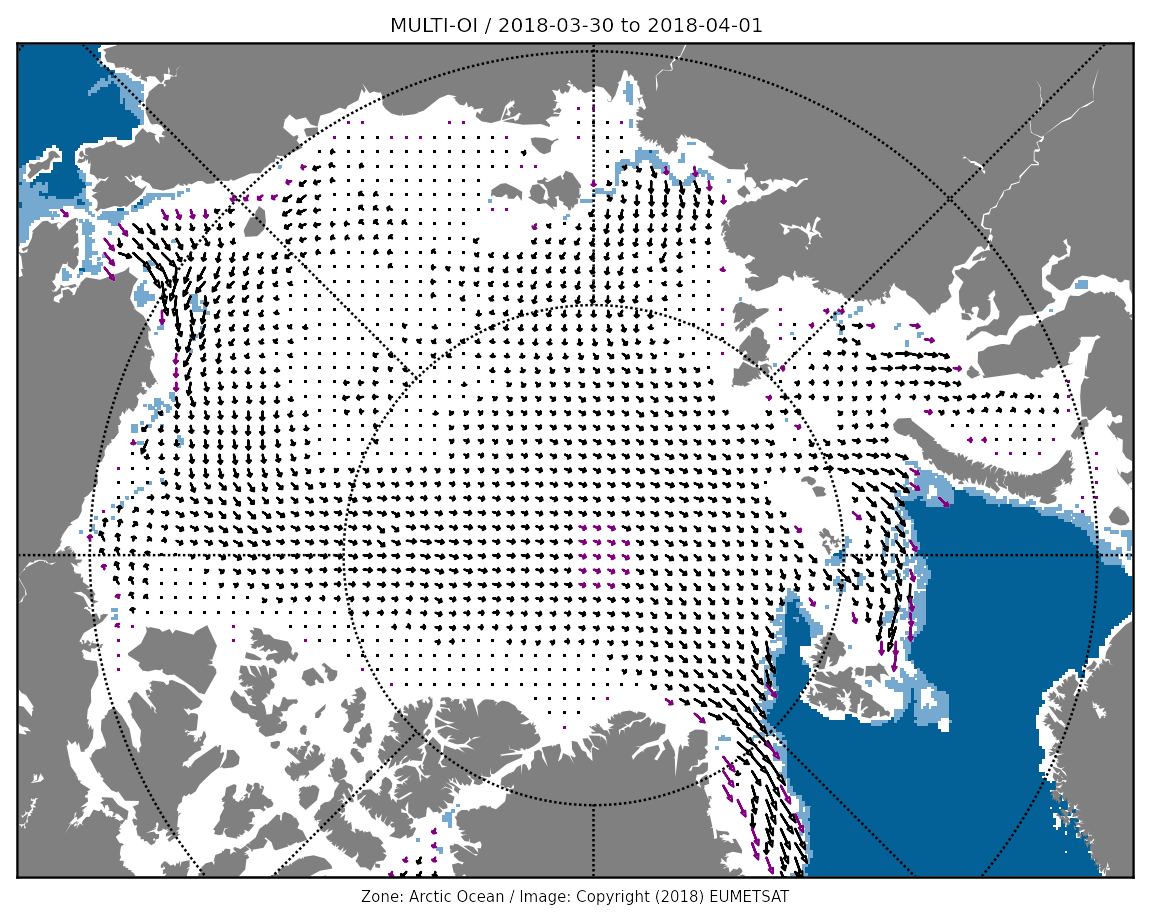 MULTI-OI / 2018-03-30 to 2018-04-01
Zone: Arctic Ocean / Image: Copyright (2018) EUMETSAT